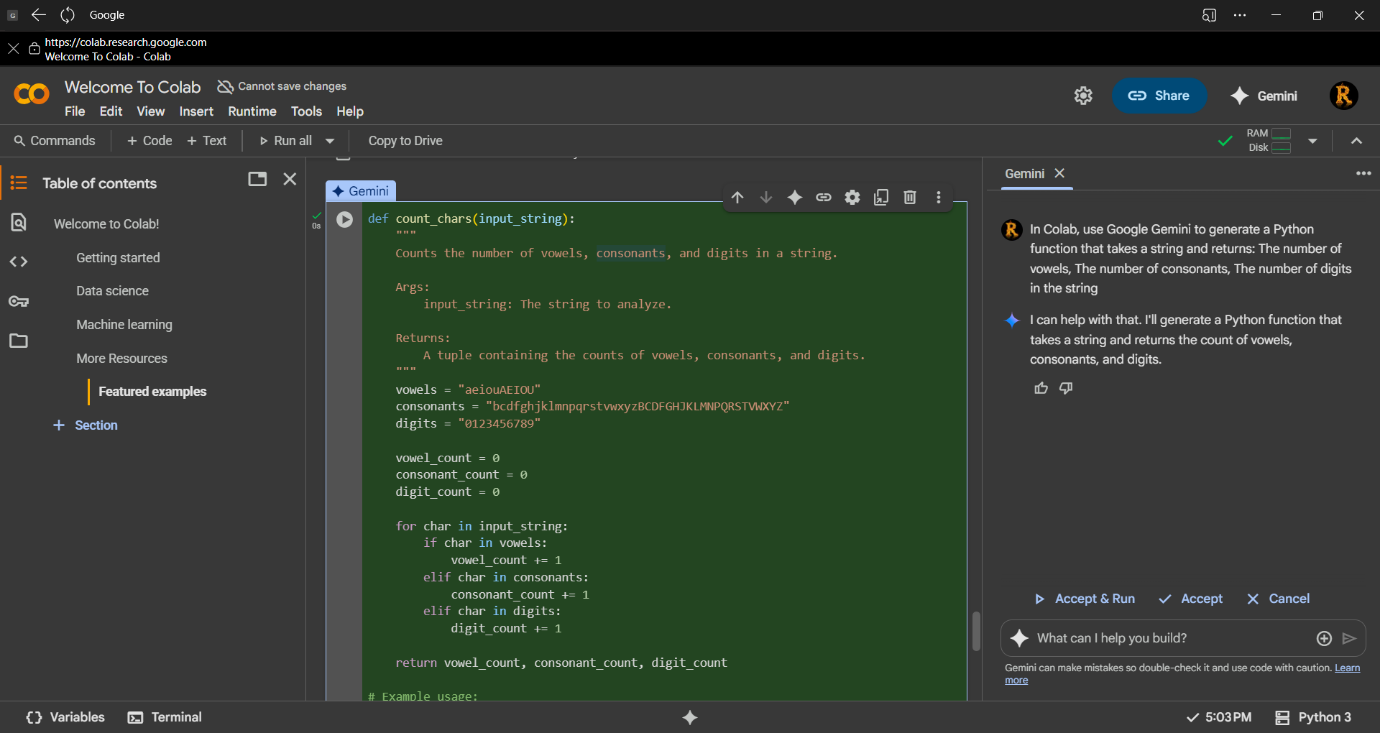 Google
https://colab.research.google.com
Welcome To Colab - Colab
Welcome To Colab
Cannot save changes
File Edit View Insert Runtime Tools Help
Share
Gemini
Commands + Code + Text Run all Copy to Drive
RAM
Disk
Table of contents
Welcome to Colab!
Getting started
Data science
Machine learning
More Resources
Featured examples
+ Section
Gemini
0s
def count_chars(input_string):
    """
    Counts the number of vowels, consonants, and digits in a string.

    Args:
        input_string: The string to analyze.

    Returns:
        A tuple containing the counts of vowels, consonants, and digits.
    """
    vowels = "aeiouAEIOU"
    consonants = "bcdfghjklmnpqrstvwxyzBCDFGHJKLMNPQRSTVWXYZ"
    digits = "0123456789"

    vowel_count = 0
    consonant_count = 0
    digit_count = 0

    for char in input_string:
        if char in vowels:
            vowel_count += 1
        elif char in consonants:
            consonant_count += 1
        elif char in digits:
            digit_count += 1

    return vowel_count, consonant_count, digit_count

# Example usage:
Gemini
R
In Colab, use Google Gemini to generate a Python
function that takes a string and returns: The number of
vowels, The number of consonants, The number of digits
in the string
I can help with that. I'll generate a Python function that
takes a string and returns the count of vowels,
consonants, and digits.
Accept & Run Accept Cancel
What can I help you build?
Gemini can make mistakes so double-check it and use code with caution. Learn
more
Variables Terminal
5:03 PM Python 3